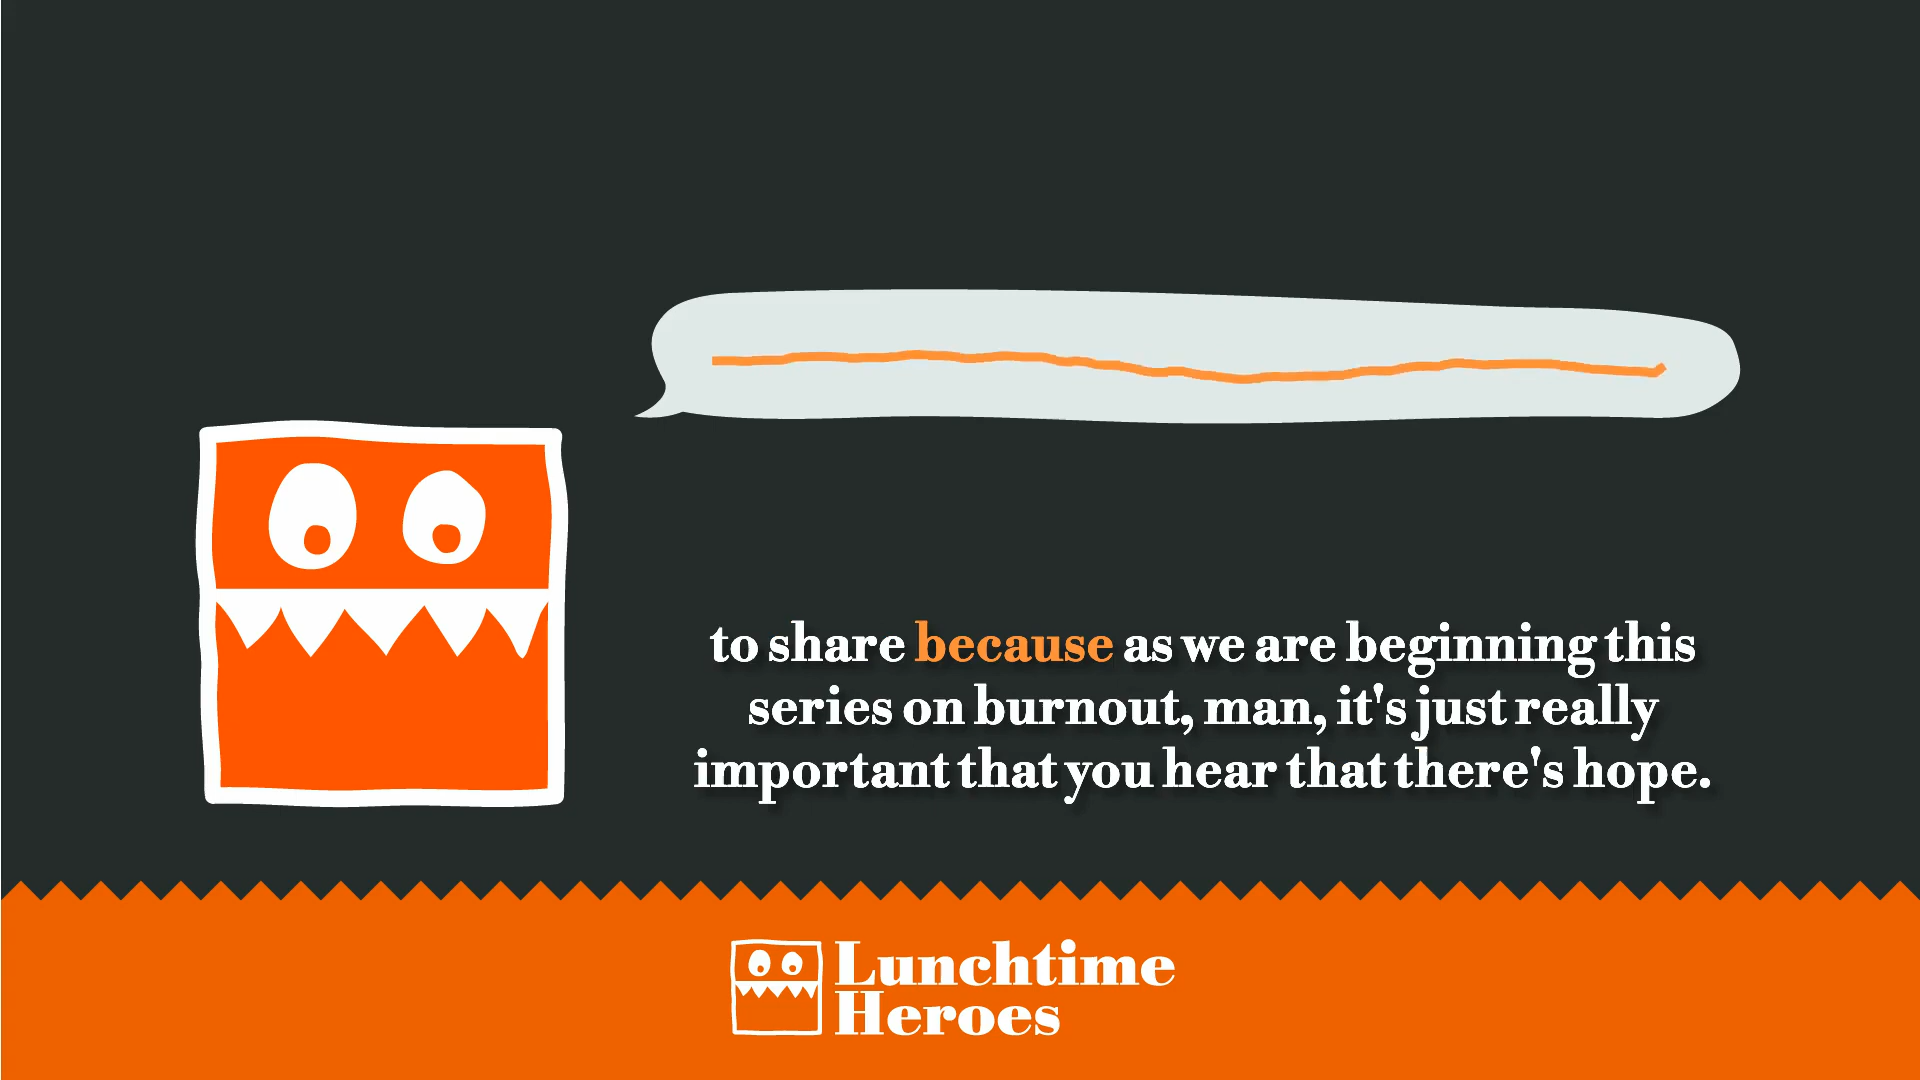 to share because as we are beginning this
series on burnout, man, it's just really
important that you hear that there's hope.
Lunchtime
Heroes